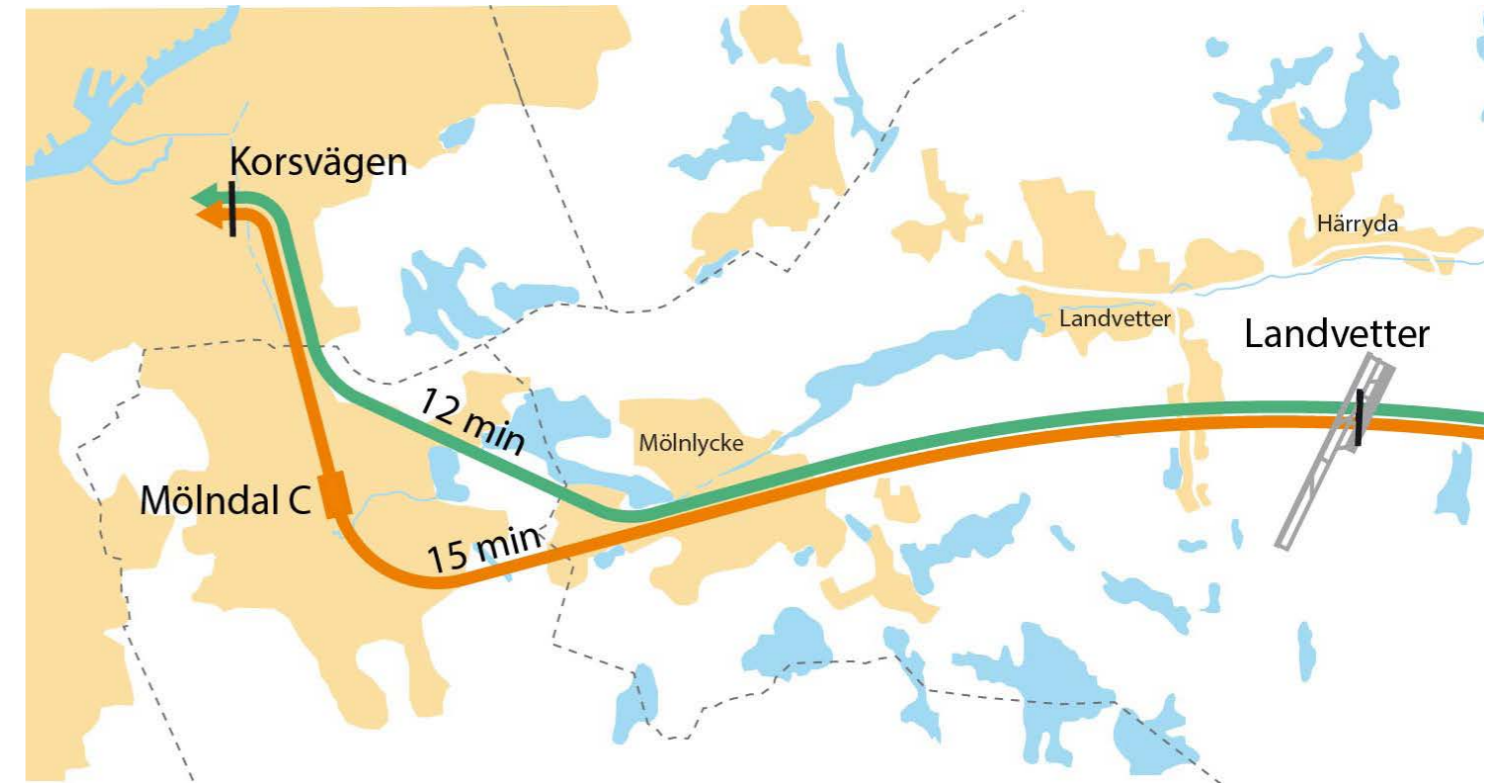 Korsvägen
Härryda
Landvetter
Landvetter
12 min
Mölnlycke
Mölndal C
15 min